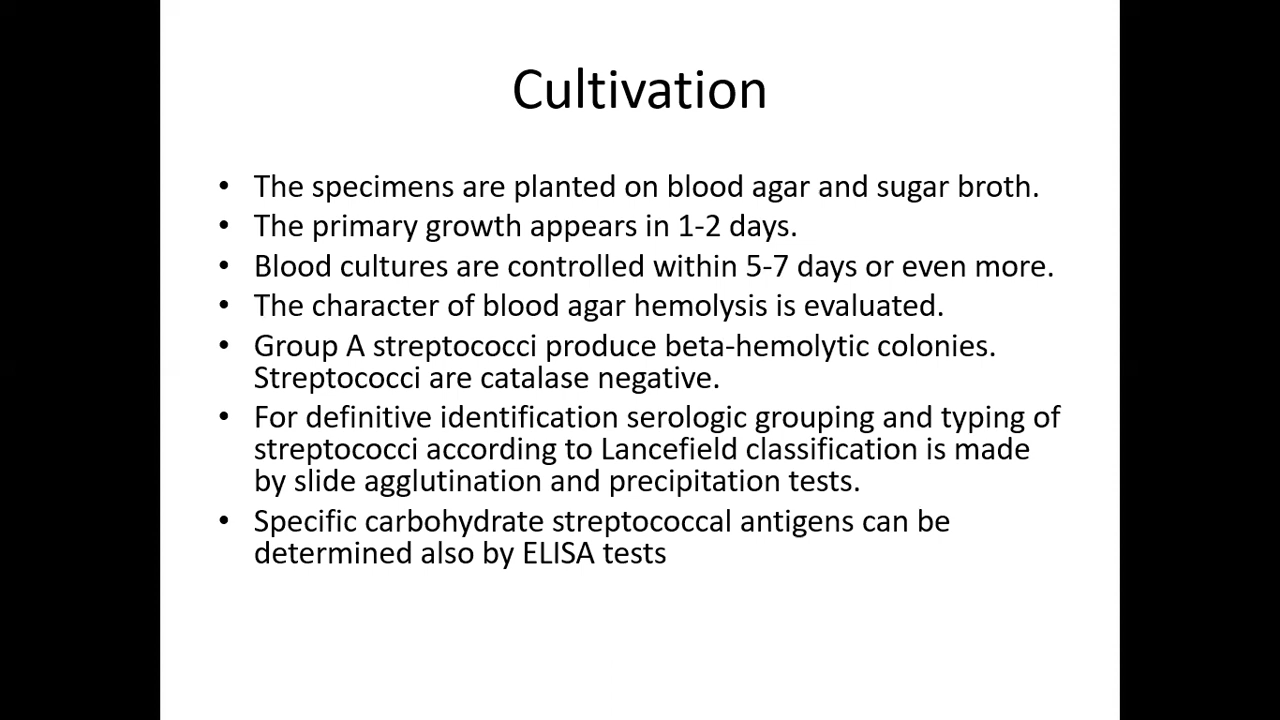 Cultivation
• The specimens are planted on blood agar and sugar broth.
• The primary growth appears in 1-2 days.
• Blood cultures are controlled within 5-7 days or even more.
• The character of blood agar hemolysis is evaluated.
• Group A streptococci produce beta-hemolytic colonies.
Streptococci are catalase negative.
• For definitive identification serologic grouping and typing of
streptococci according to Lancefield classification is made
by slide agglutination and precipitation tests.
• Specific carbohydrate streptococcal antigens can be
determined also by ELISA tests